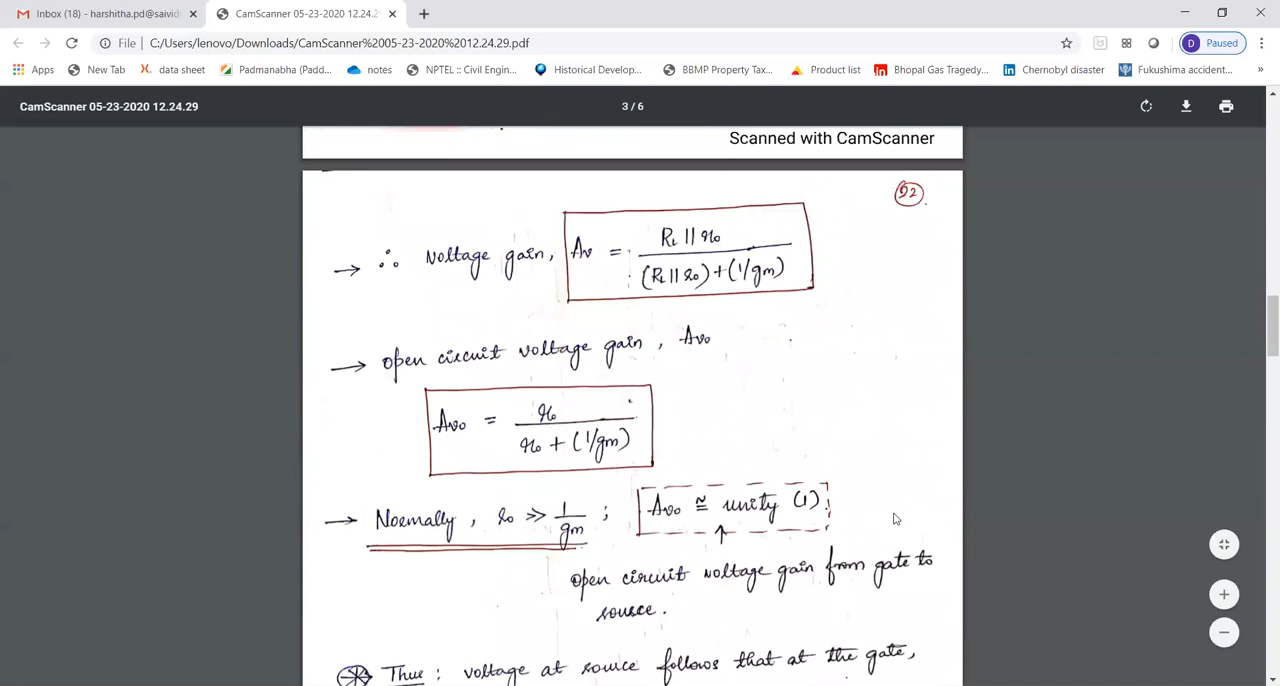 Inbox (18) - harshitha.pd@saivid
CamScanner 05-23-2020 12.24.2
File C:/Users/lenovo/Downloads/CamScanner%2005-23-2020%2012.24.29.pdf
D Paused
Apps New Tab data sheet Padmanabha (Padd... notes NPTEL :: Civil Engin... Historical Develop... BBMP Property Tax... Product list Bhopal Gas Tragedy... Chernobyl disaster Fukushima accident... »
CamScanner 05-23-2020 12.24.29 3 / 6
Scanned with CamScanner
92
→ ∴ voltage gain, Av = RL || ro / (RL || ro) + (1/gm)
→ open circuit voltage gain, Avo
Avo = ro / ro + (1/gm)
→ Normally, ro >> 1/gm ; Avo ≅ unity (1).
open circuit voltage gain from gate to
source.
Thus : voltage at source follows that at the gate,